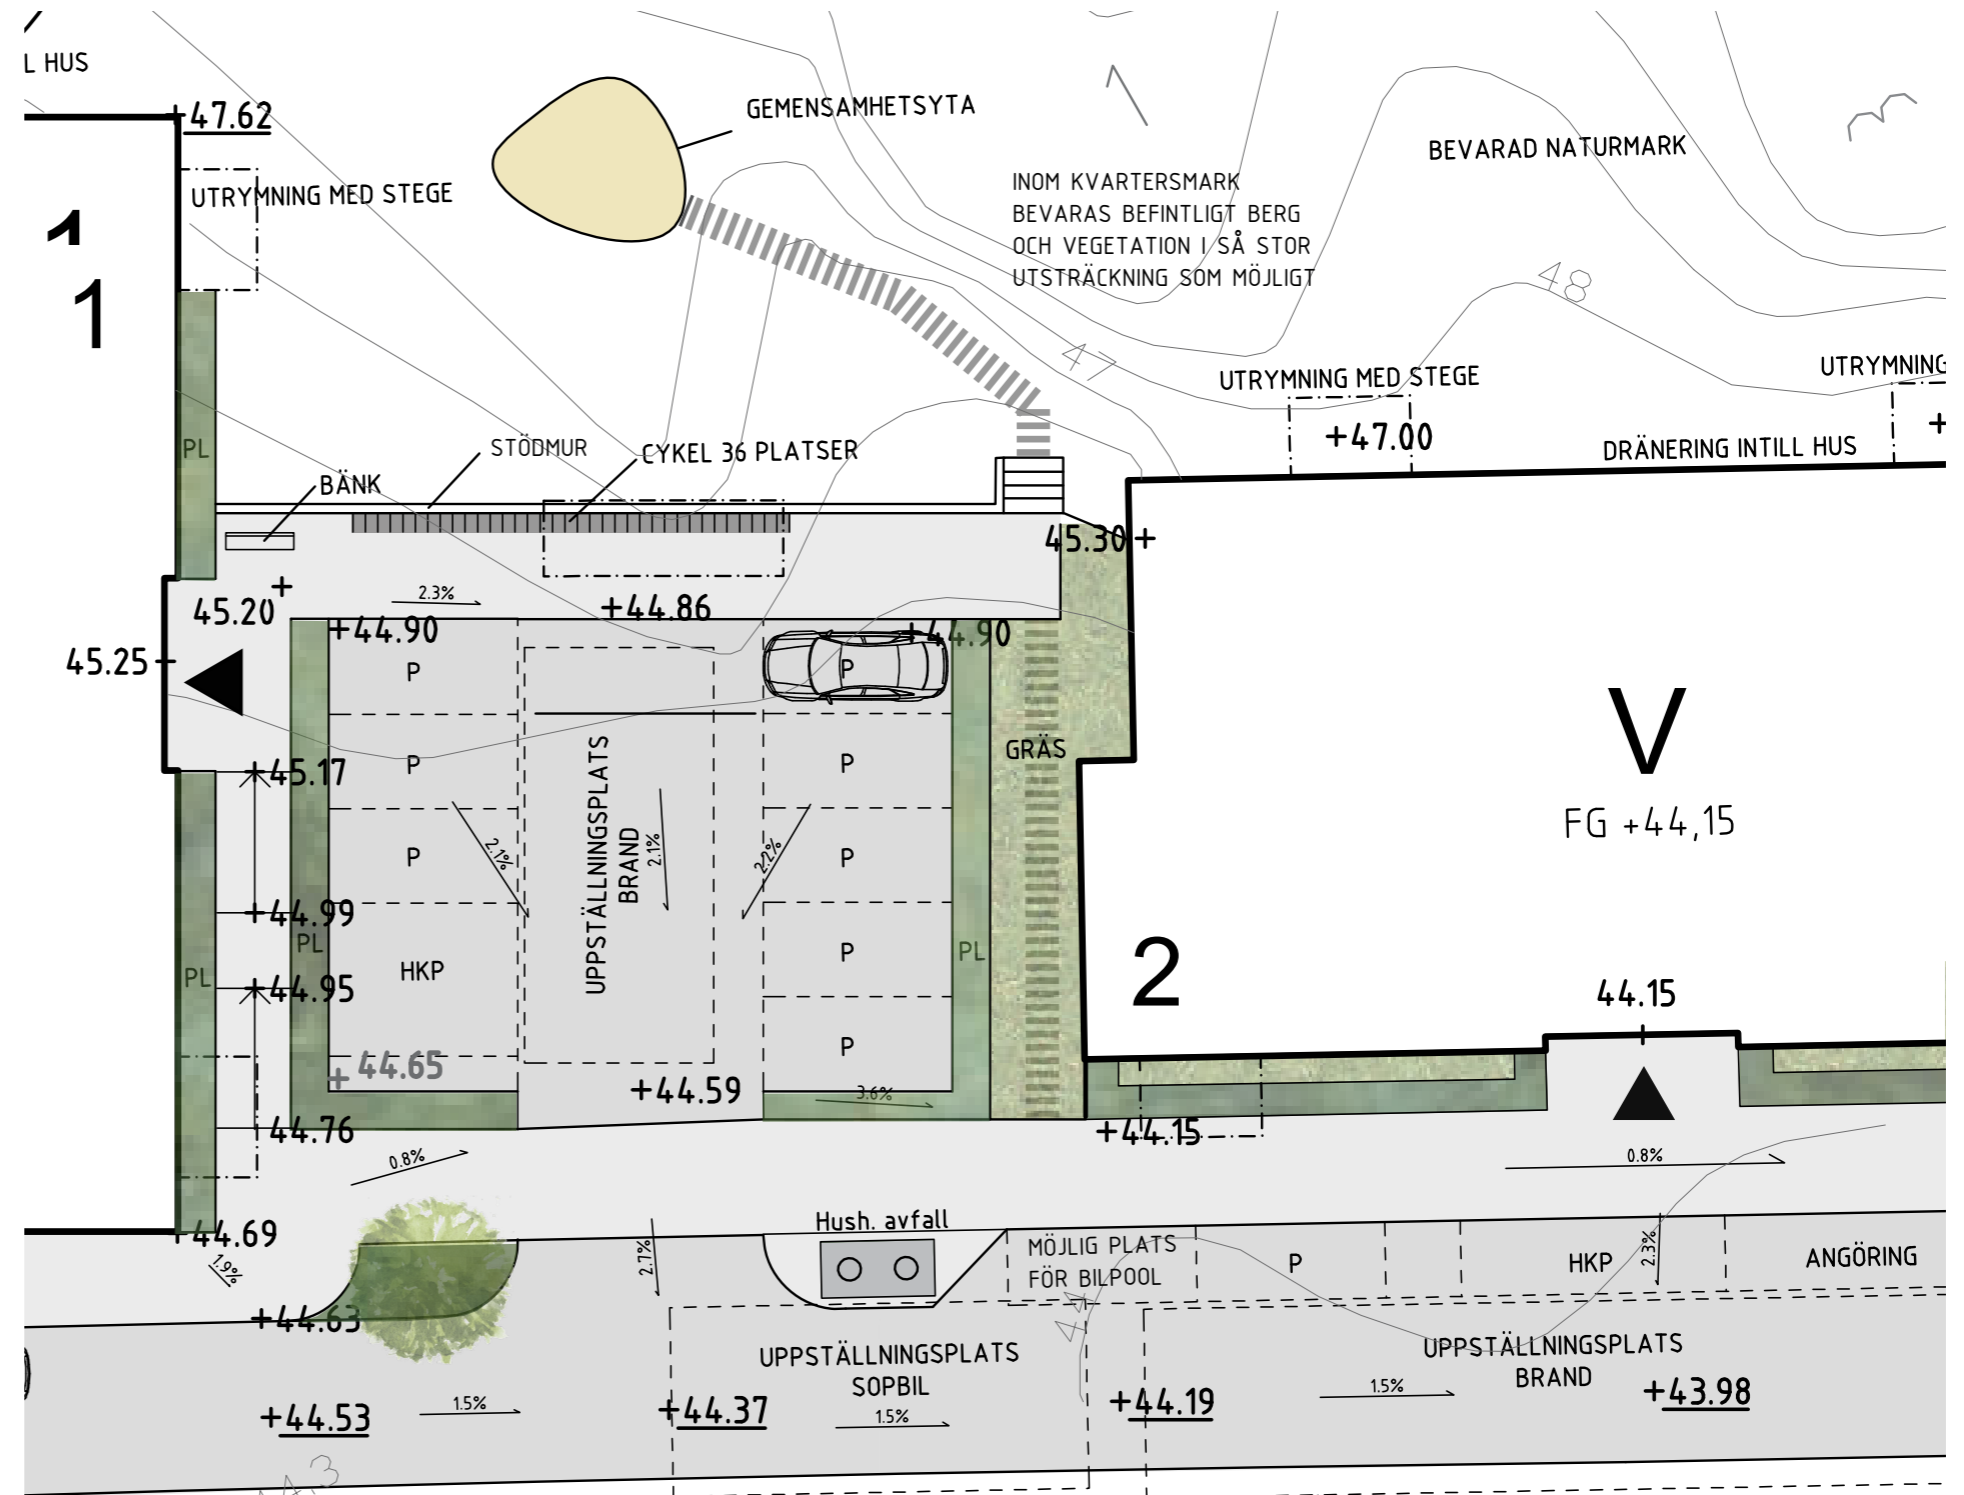 L HUS
+47.62
GEMENSAMHETSYTA
BEVARAD NATURMARK
UTRYMNING MED STEGE
INOM KVARTERSMARK
BEVARAS BEFINTLIGT BERG
OCH VEGETATION I SÅ STOR
UTSTRÄCKNING SOM MÖJLIGT
1
1
48
47
UTRYMNING MED STEGE
UTRYMNING
+47.00
+
DRÄNERING INTILL HUS
PL
STÖDMUR
CYKEL 36 PLATSER
BÄNK
45.30+
45.20
2.3%
+44.86
+44.90
+44.90
45.25
P
P
P
P
GRÄS
V
FG +44,15
+45.17
UPPSTÄLLNINGSPLATS
BRAND
2.1%
2.1%
2.2%
P
P
+44.99
PL
HKP
P
PL
2
PL
+44.95
44.15
+44.65
P
+44.59
3.6%
44.76
+44.15
0.8%
0.8%
44.69
1.9%
2.7%
Hush. avfall
MÖJLIG PLATS
FÖR BILPOOL
P
HKP
2.3%
ANGÖRING
+44.63
44
UPPSTÄLLNINGSPLATS
SOPBIL
UPPSTÄLLNINGSPLATS
BRAND
+44.53
1.5%
+44.37
1.5%
+44.19
1.5%
+43.98
43